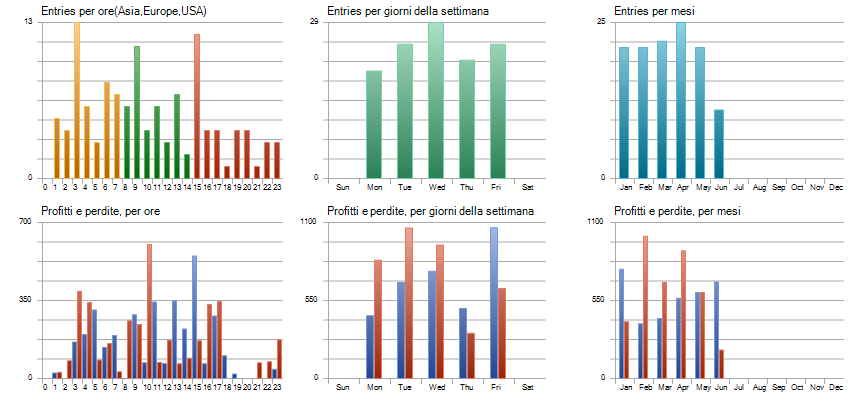 Entries per ore(Asia,Europe,USA)
13
0
0 1 2 3 4 5 6 7 8 9 10 11 12 13 14 15 16 17 18 19 20 21 22 23
Entries per giorni della settimana
29
0
Sun Mon Tue Wed Thu Fri Sat
Entries per mesi
25
0
Jan Feb Mar Apr May Jun Jul Aug Sep Oct Nov Dec
Profitti e perdite, per ore
700
350
0
0 1 2 3 4 5 6 7 8 9 10 11 12 13 14 15 16 17 18 19 20 21 22 23
Profitti e perdite, per giorni della settimana
1100
550
0
Sun Mon Tue Wed Thu Fri Sat
Profitti e perdite, per mesi
1100
550
0
Jan Feb Mar Apr May Jun Jul Aug Sep Oct Nov Dec